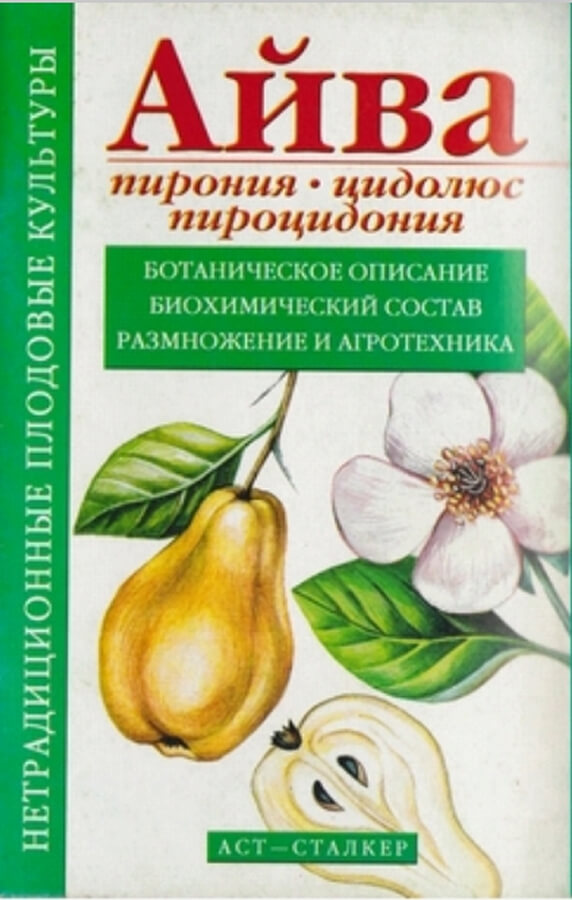 НЕТРАДИЦИОННЫЕ ПЛОДОВЫЕ КУЛЬТУРЫ
Айва
пирония • цидолюс
пироцидония
БОТАНИЧЕСКОЕ ОПИСАНИЕ
БИОХИМИЧЕСКИЙ СОСТАВ
РАЗМНОЖЕНИЕ И АГРОТЕХНИКА
АСТ—СТАЛКЕР